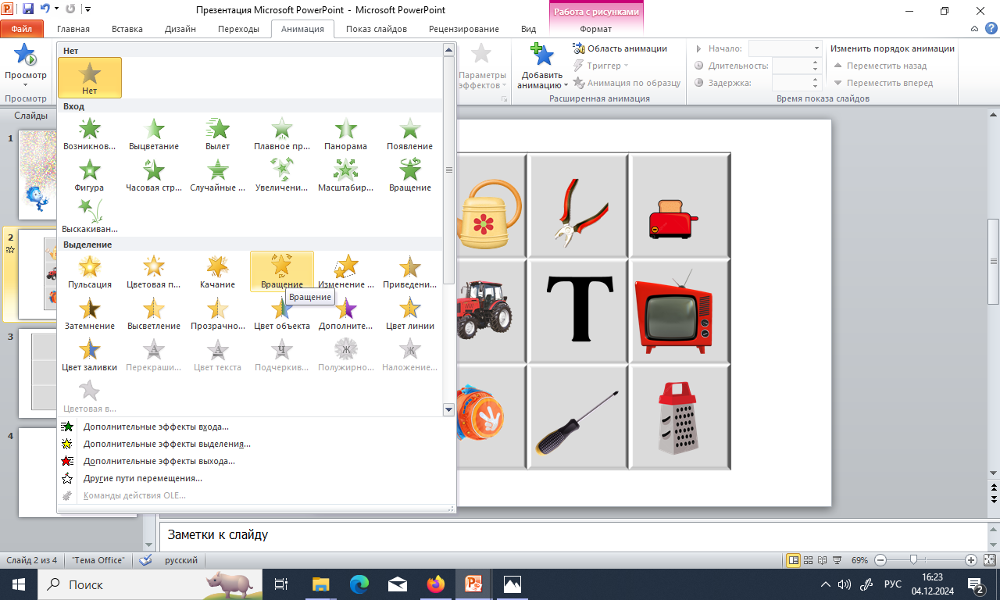 Презентация Microsoft PowerPoint - Microsoft PowerPoint
Работа с рисунками
Файл
Главная
Вставка
Дизайн
Переходы
Анимация
Показ слайдов
Рецензирование
Вид
Формат
Просмотр
Просмотр
Параметры эффектов
Добавить анимацию
Область анимации
Триггер
Анимация по образцу
Расширенная анимация
Начало:
Длительность:
Задержка:
Изменить порядок анимации
Переместить назад
Переместить вперед
Время показа слайдов
Слайды
1
2
3
4
Нет
Нет
Вход
Возникнов... Выцветание Вылет Плавное пр... Панорама Появление
Фигура Часовая стр... Случайные ... Увеличени... Масштабир... Вращение
Выскакиван...
Выделение
Пульсация Цветовая п... Качание Вращение Изменение ... Приведени...
Вращение
Затемнение Высветление Прозрачно... Цвет объекта Дополните... Цвет линии
Цвет заливки Перекраши... Цвет текста Подчеркив... Полужирно... Наложение...
Цветовая в...
Дополнительные эффекты входа...
Дополнительные эффекты выделения...
Дополнительные эффекты выхода...
Другие пути перемещения...
Команды действия OLE...
Т
Заметки к слайду
Слайд 2 из 4
"Тема Office"
русский
69%
Поиск
РУС
16:23
04.12.2024
2